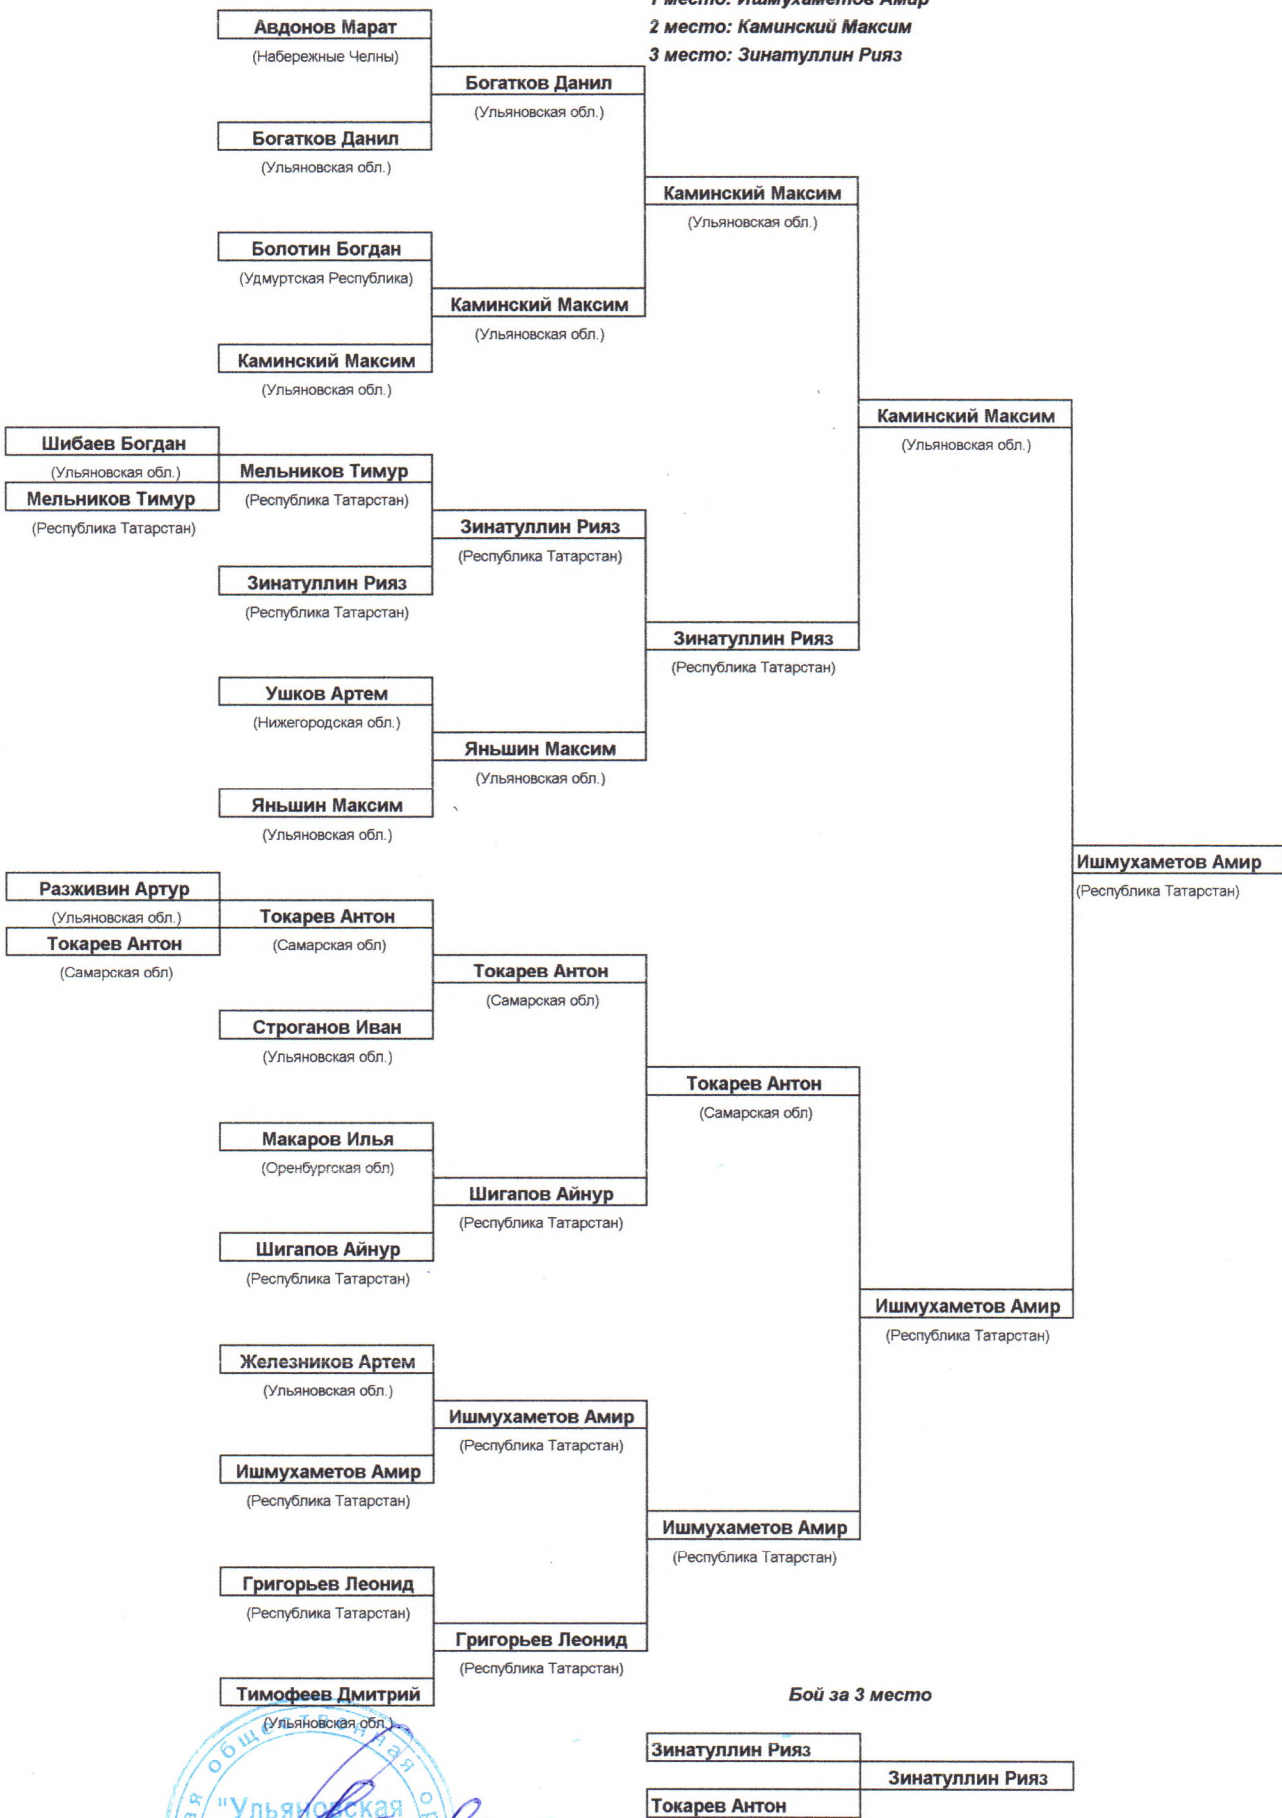 1 место: Ишмухаметов Амир
2 место: Каминский Максим
3 место: Зинатуллин Рияз
Авдонов Марат
(Набережные Челны)
Богатков Данил
(Ульяновская обл.)
Богатков Данил
(Ульяновская обл.)
Каминский Максим
(Ульяновская обл.)
Болотин Богдан
(Удмуртская Республика)
Каминский Максим
(Ульяновская обл.)
Каминский Максим
(Ульяновская обл.)
Каминский Максим
(Ульяновская обл.)
Шибаев Богдан
(Ульяновская обл.)
Мельников Тимур
(Республика Татарстан)
Мельников Тимур
(Республика Татарстан)
Зинатуллин Рияз
(Республика Татарстан)
Зинатуллин Рияз
(Республика Татарстан)
Зинатуллин Рияз
(Республика Татарстан)
Ушков Артем
(Нижегородская обл.)
Яньшин Максим
(Ульяновская обл.)
Яньшин Максим
(Ульяновская обл.)
Ишмухаметов Амир
(Республика Татарстан)
Разживин Артур
(Ульяновская обл.)
Токарев Антон
(Самарская обл)
Токарев Антон
(Самарская обл)
Токарев Антон
(Самарская обл)
Строганов Иван
(Ульяновская обл.)
Токарев Антон
(Самарская обл)
Макаров Илья
(Оренбургская обл)
Шигапов Айнур
(Республика Татарстан)
Шигапов Айнур
(Республика Татарстан)
Ишмухаметов Амир
(Республика Татарстан)
Железников Артем
(Ульяновская обл.)
Ишмухаметов Амир
(Республика Татарстан)
Ишмухаметов Амир
(Республика Татарстан)
Ишмухаметов Амир
(Республика Татарстан)
Григорьев Леонид
(Республика Татарстан)
Григорьев Леонид
(Республика Татарстан)
Тимофеев Дмитрий
(Ульяновская обл.)
Бой за 3 место
Зинатуллин Рияз
Зинатуллин Рияз
Токарев Антон
общественная
"Ульяновская